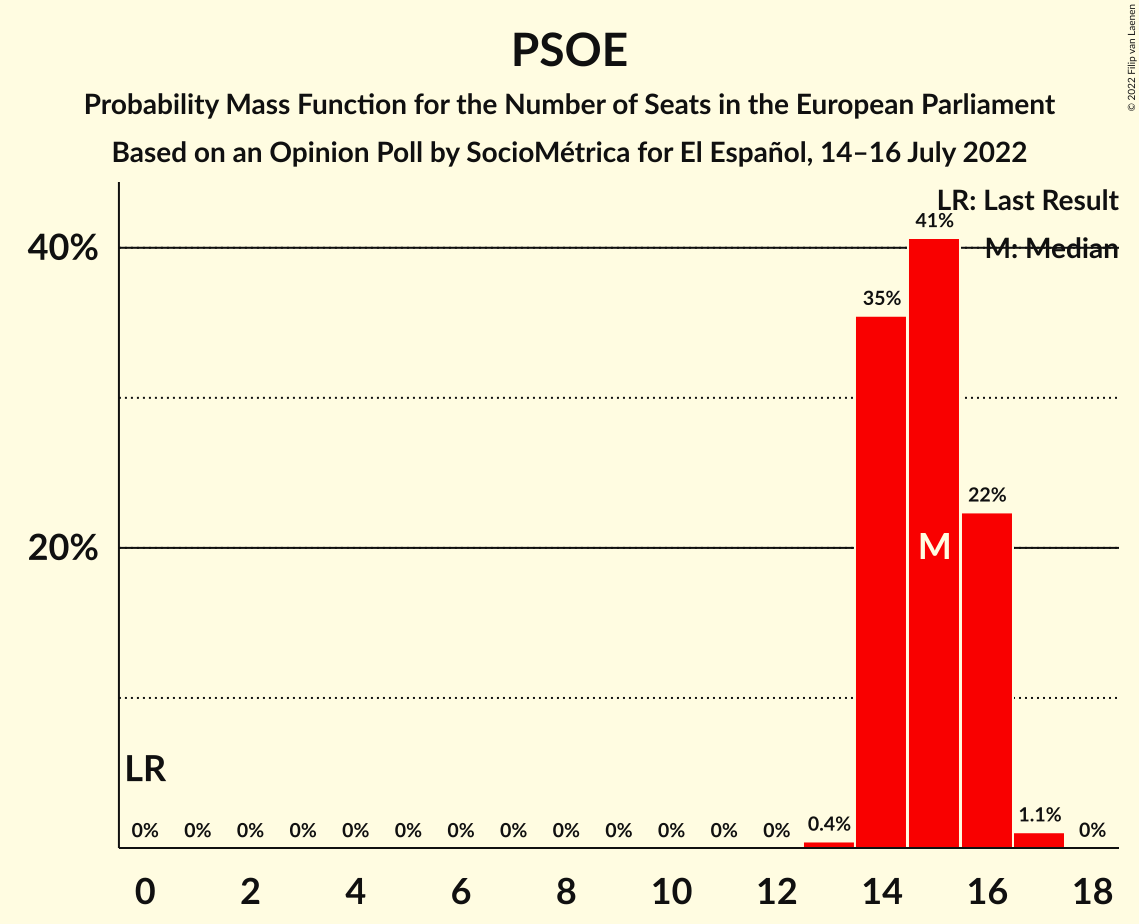 PSOE
Probability Mass Function for the Number of Seats in the European Parliament
Based on an Opinion Poll by SocioMétrica for El Español, 14–16 July 2022
© 2022 Filip van Laenen
LR: Last Result
M: Median
40%
20%
41%
35%
22%
M
LR
0% 0% 0% 0% 0% 0% 0% 0% 0% 0% 0% 0% 0% 0.4% 1.1% 0%
0 2 4 6 8 10 12 14 16 18